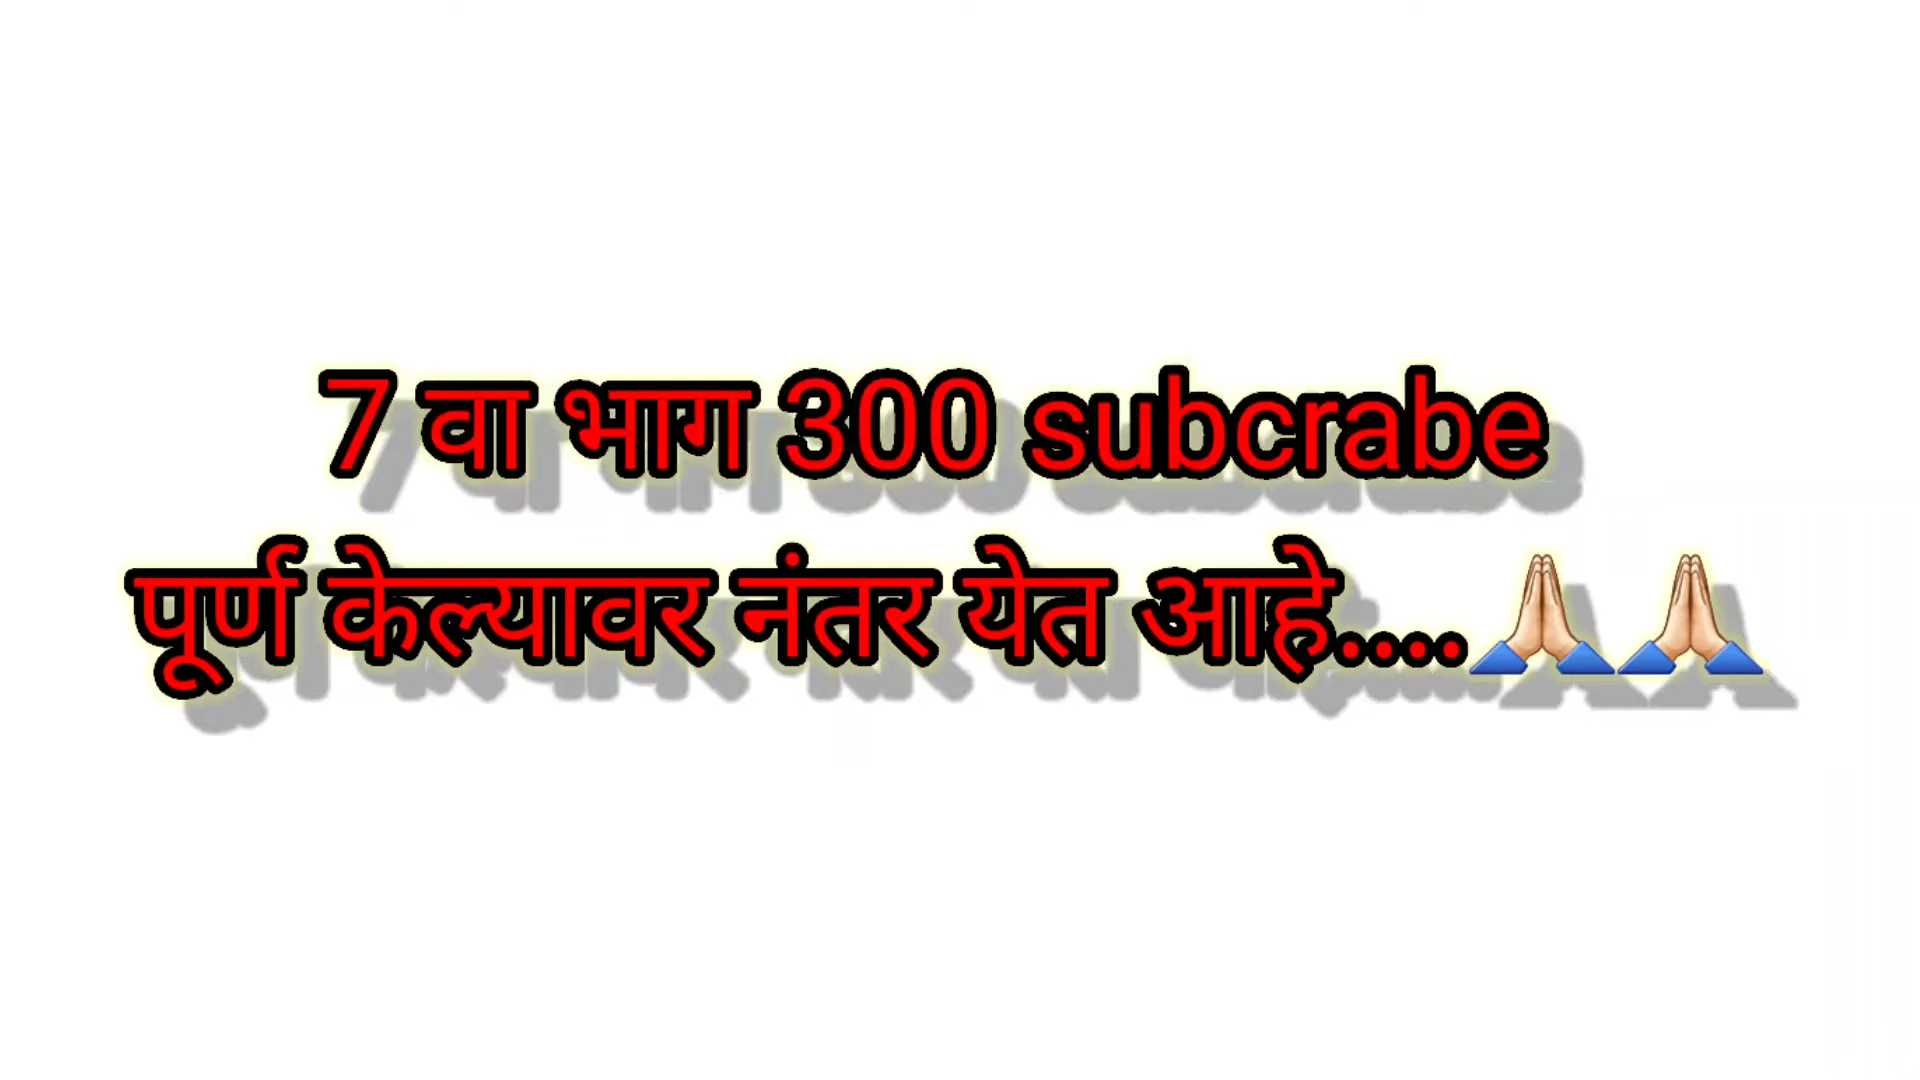 7 वा भाग 300 subcrabe
पूर्ण केल्यावर नंतर येत आहे....🙏🏻🙏🏻